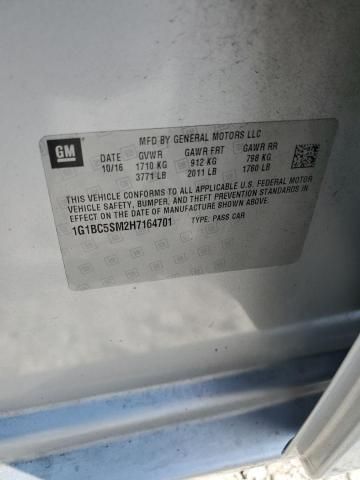 GM
MFD BY GENERAL MOTORS LLC
10/16 GVWR GAWR FRT GAWR RR
1710 KG 912 KG 798 KG
3771 LB 2011 LB 1760 LB
THIS VEHICLE CONFORMS TO ALL APPLICABLE U.S. FEDERAL MOTOR
VEHICLE SAFETY, BUMPER, AND THEFT PREVENTION STANDARDS IN
EFFECT ON THE DATE OF MANUFACTURE SHOWN ABOVE.
1G1BC5SM2H7164701 TYPE: PASS CAR